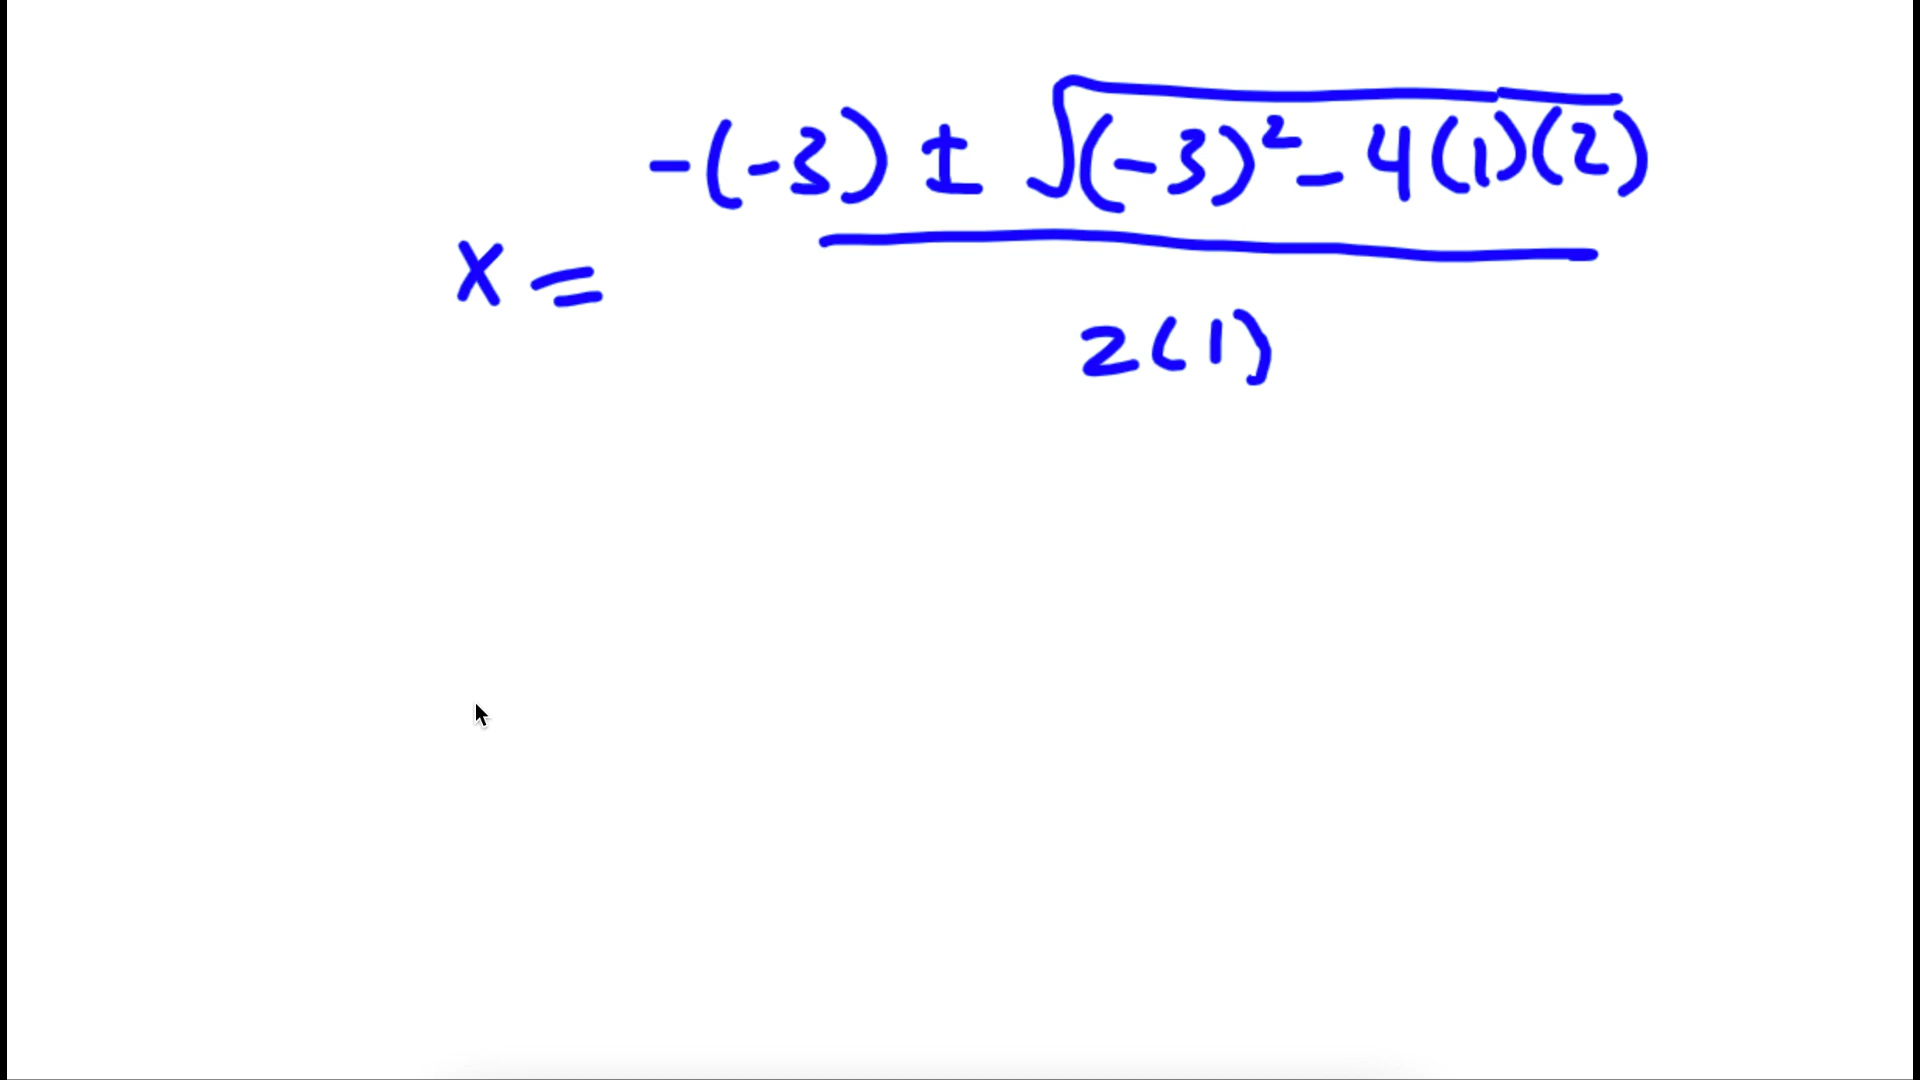 -(-3) ± √(-3)² - 4(1)(2)
x =
2(1)